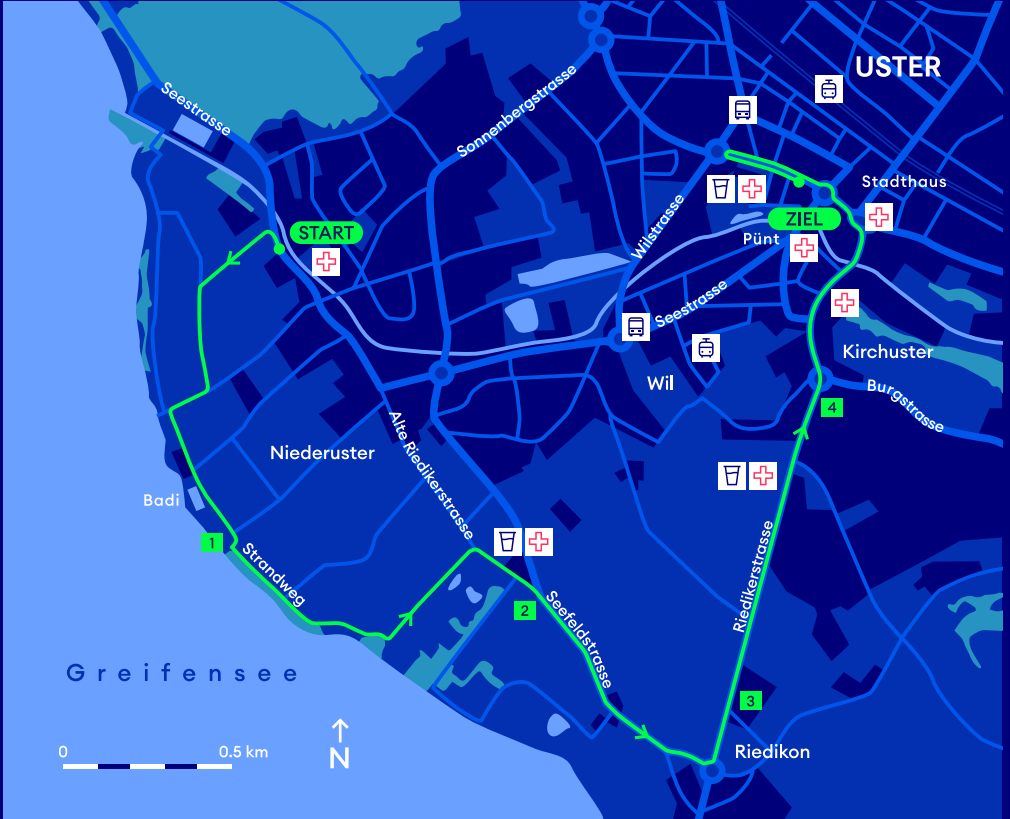 USTER
Seestrasse
Sonnenbergstrasse
Stadthaus
START
Wilstrasse
ZIEL
Pünt
Seestrasse
Kirchuster
Wil
Burgstrasse
4
Niederuster
Alte Riedikerstrasse
Badi
1
Strandweg
2
Seefeldstrasse
Riedikerstrasse
Greifensee
3
0
0.5 km
N
Riedikon